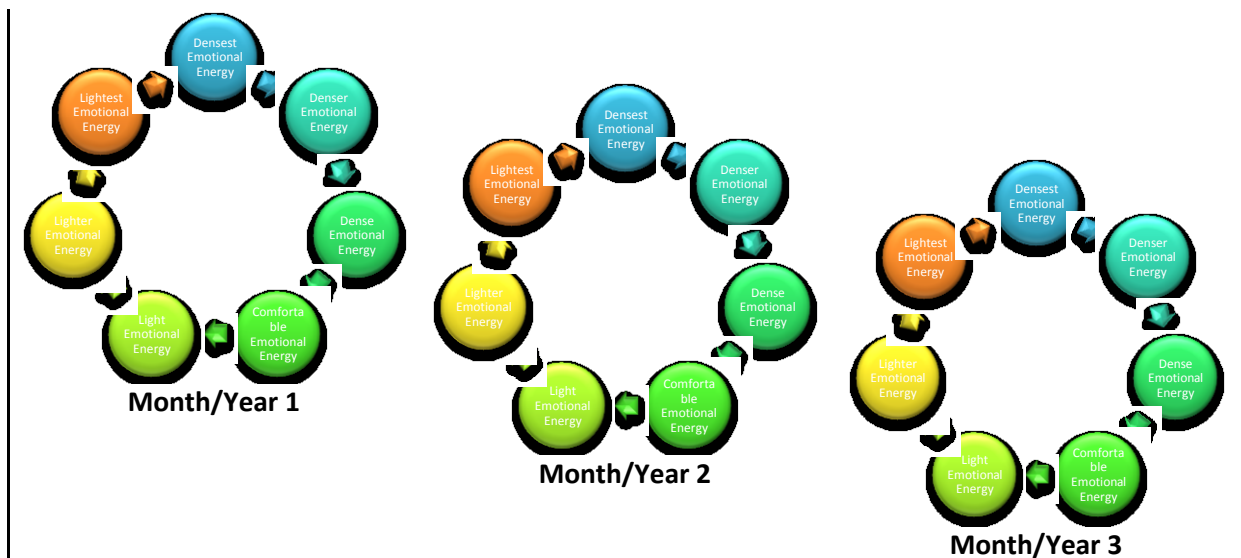 Densest
Emotional
Energy
Denser
Emotional
Energy
Dense
Emotional
Energy
Comforta
ble
Emotional
Energy
Light
Emotional
Energy
Lighter
Emotional
Energy
Lightest
Emotional
Energy
Month/Year 1
Densest
Emotional
Energy
Denser
Emotional
Energy
Dense
Emotional
Energy
Comforta
ble
Emotional
Energy
Light
Emotional
Energy
Lighter
Emotional
Energy
Lightest
Emotional
Energy
Month/Year 2
Densest
Emotional
Energy
Denser
Emotional
Energy
Dense
Emotional
Energy
Comforta
ble
Emotional
Energy
Light
Emotional
Energy
Lighter
Emotional
Energy
Lightest
Emotional
Energy
Month/Year 3